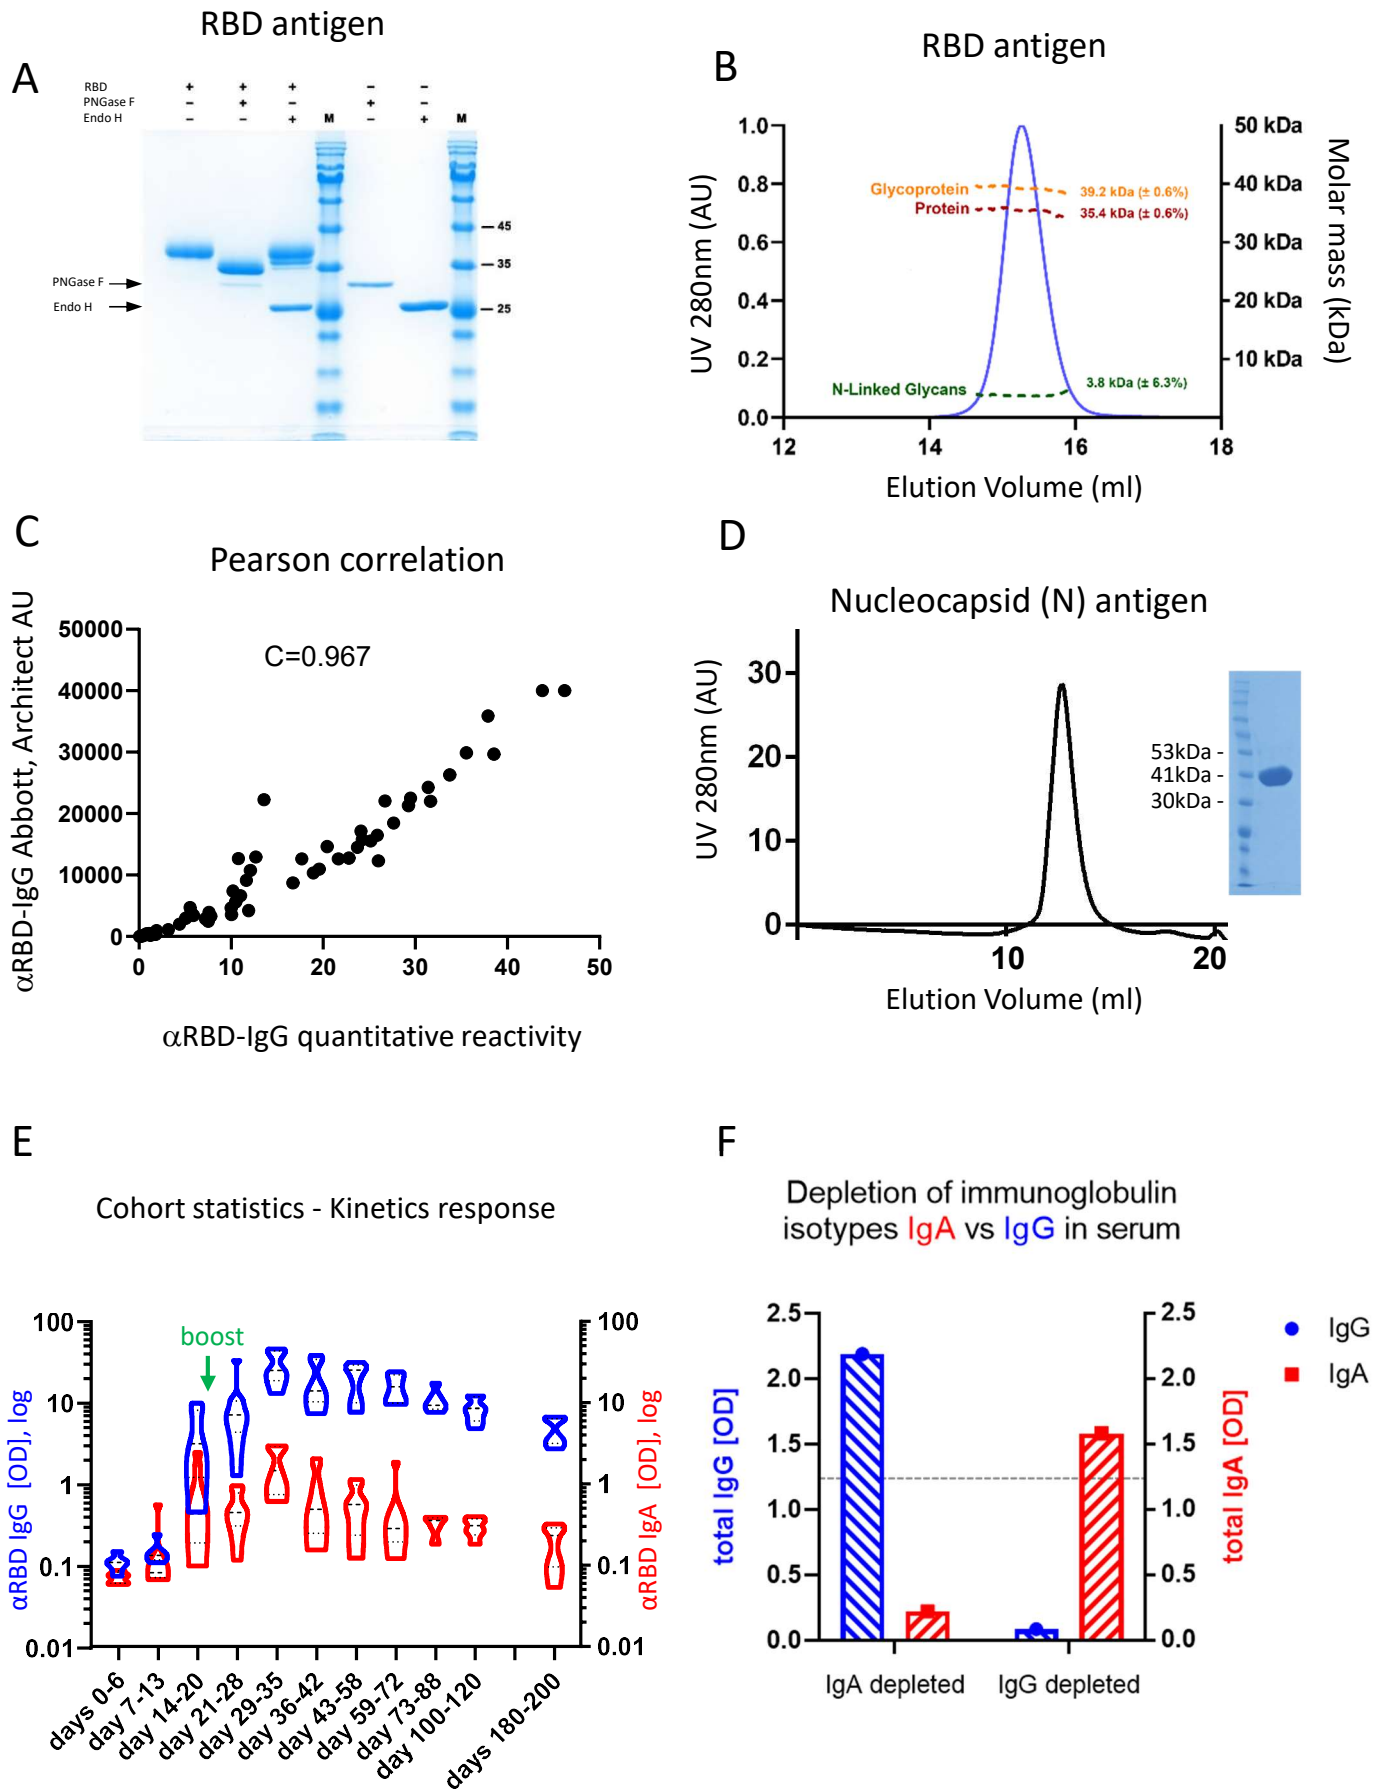 RBD antigen
A
RBD + + + – –
PNGase F – + – + –
Endo H – – + M – + M
45
35
25
PNGase F
Endo H
RBD antigen
B
UV 280nm (AU)
1.0
0.8
0.6
0.4
0.2
0.0
12 14 16 18
Elution Volume (ml)
50 kDa
40 kDa
30 kDa
20 kDa
10 kDa
Molar mass (kDa)
Glycoprotein 39.2 kDa (± 0.6%)
Protein 35.4 kDa (± 0.6%)
N-Linked Glycans 3.8 kDa (± 6.3%)
C
Pearson correlation
C=0.967
αRBD-IgG Abbott, Architect AU
50000
40000
30000
20000
10000
0
0 10 20 30 40 50
αRBD-IgG quantitative reactivity
D
Nucleocapsid (N) antigen
UV 280nm (AU)
30
20
10
0
10 20
Elution Volume (ml)
53kDa -
41kDa -
30kDa -
E
Cohort statistics - Kinetics response
boost
αRBD IgG [OD], log
100
10
1
0.1
0.01
100
10
1
0.1
0.01
αRBD IgA [OD], log
days 0-6
day 7-13
day 14-20
day 21-28
day 29-35
day 36-42
day 43-58
day 59-72
day 73-88
day 100-120
days 180-200
F
Depletion of immunoglobulin
isotypes IgA vs IgG in serum
total IgG [OD]
2.5
2.0
1.5
1.0
0.5
0.0
2.5
2.0
1.5
1.0
0.5
0.0
total IgA [OD]
IgG
IgA
IgA depleted IgG depleted